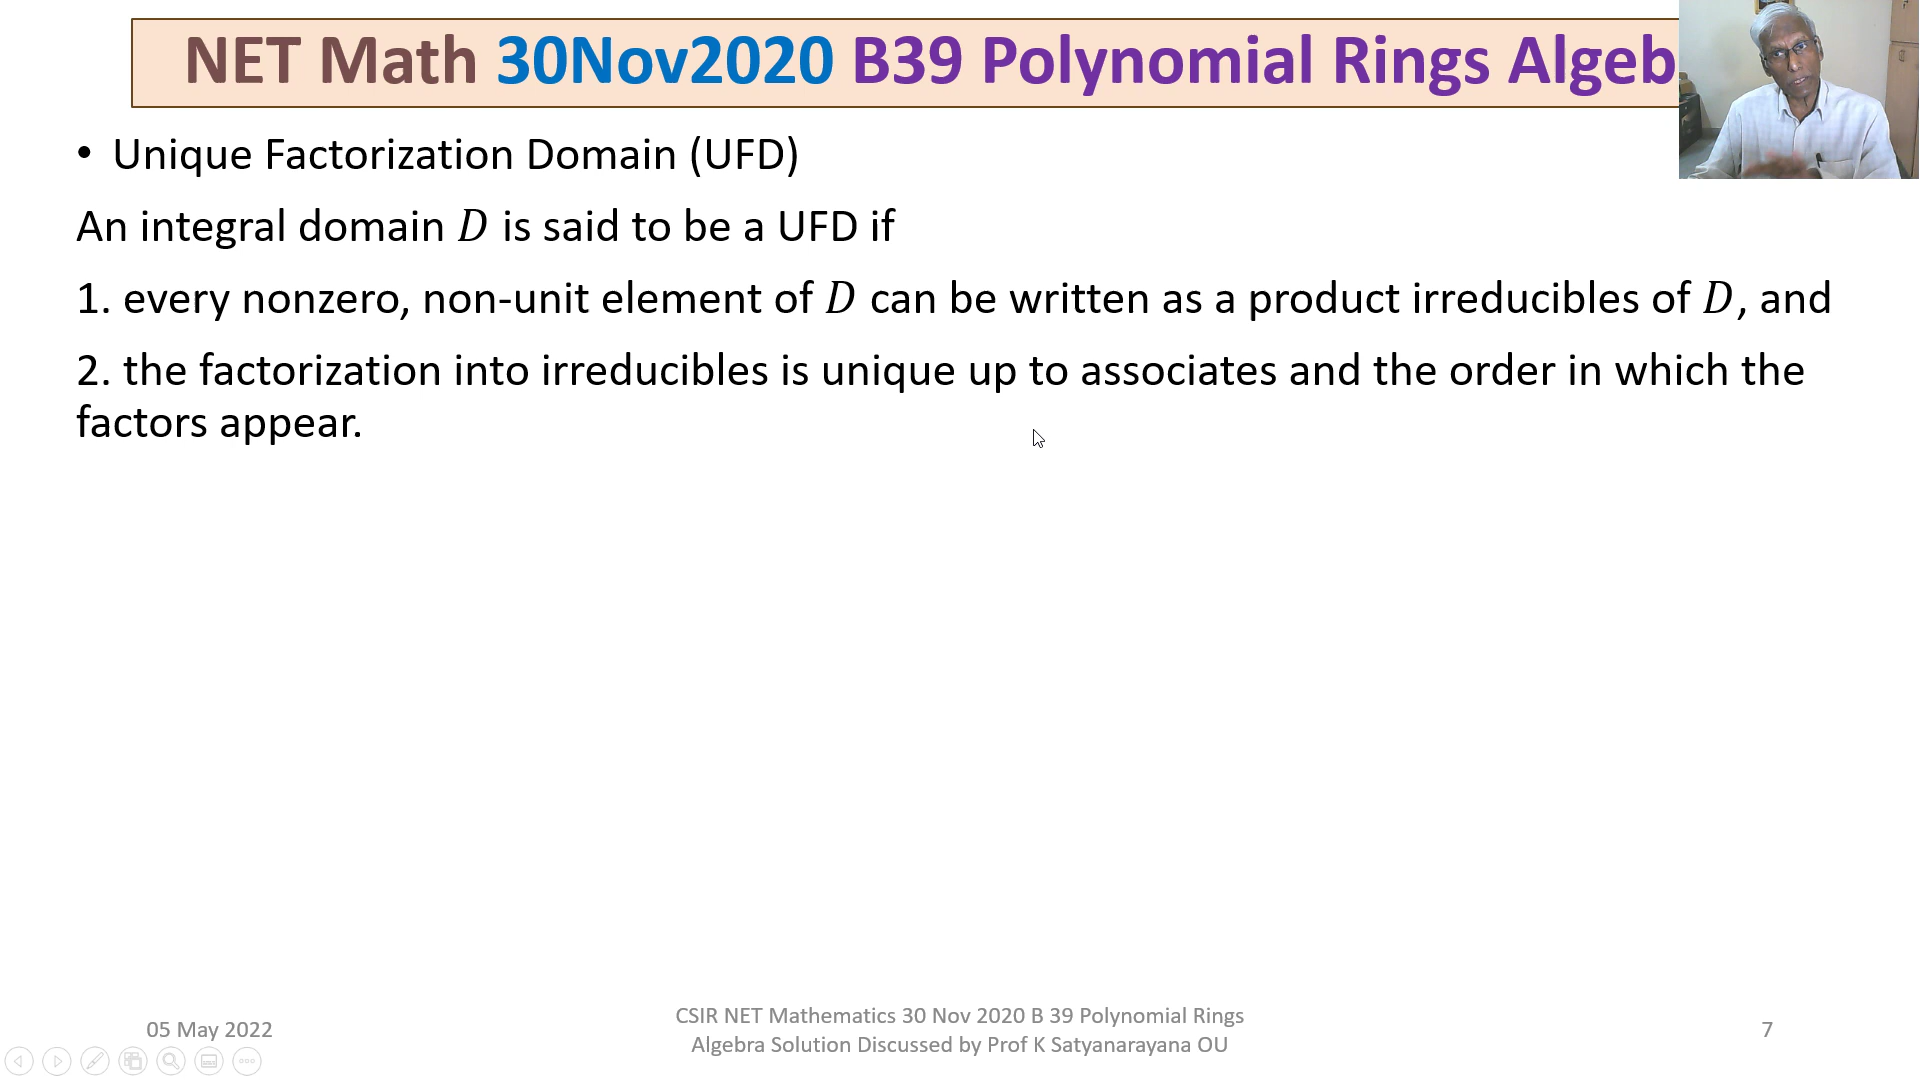 NET Math 30Nov2020 B39 Polynomial Rings Algeb
• Unique Factorization Domain (UFD)
An integral domain D is said to be a UFD if
1. every nonzero, non-unit element of D can be written as a product irreducibles of D, and
2. the factorization into irreducibles is unique up to associates and the order in which the
factors appear.
05 May 2022
CSIR NET Mathematics 30 Nov 2020 B 39 Polynomial Rings
Algebra Solution Discussed by Prof K Satyanarayana OU
7